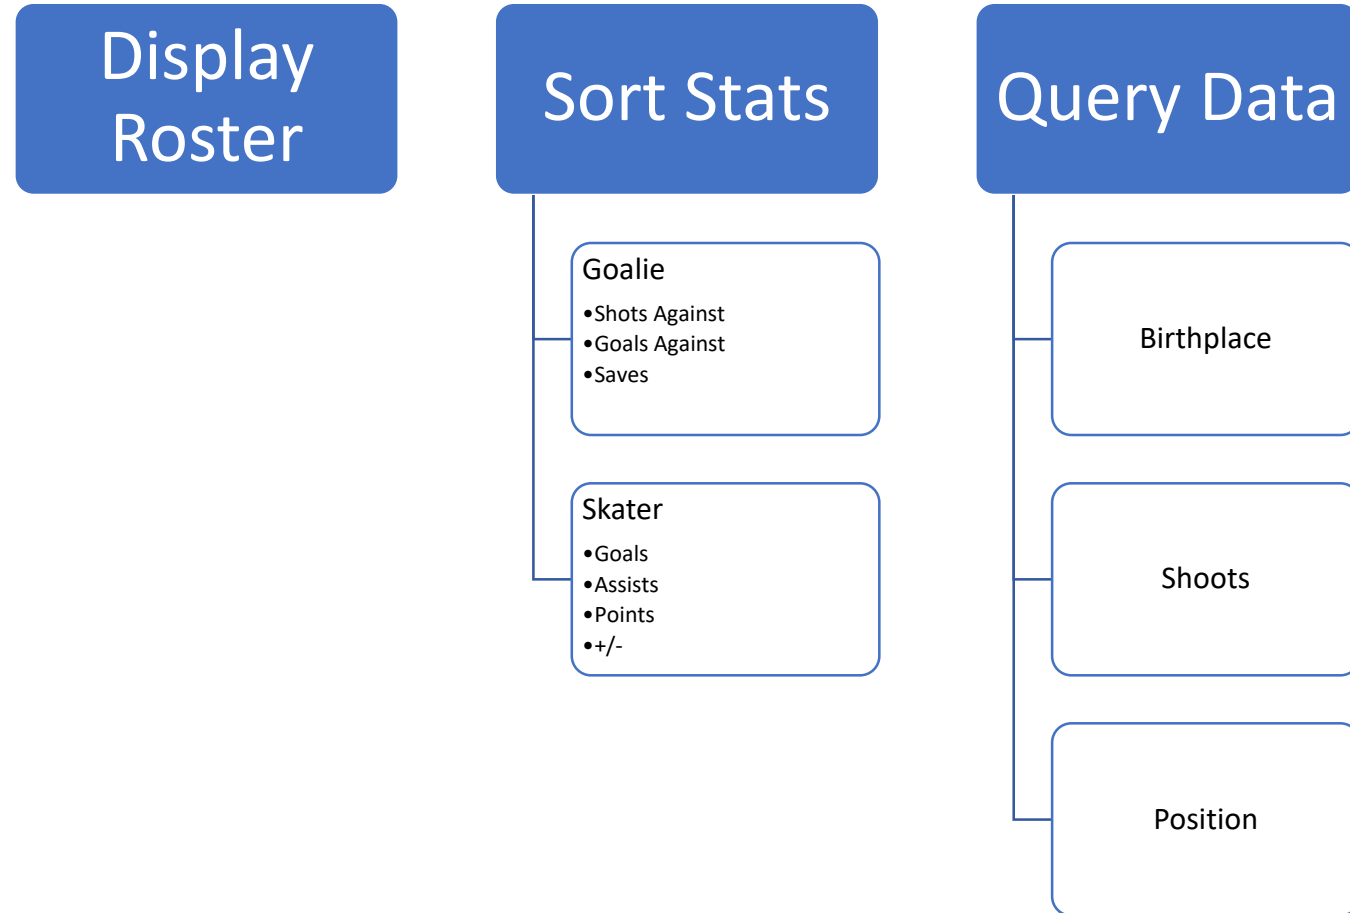 Display
Roster
Sort Stats
Goalie
•Shots Against
•Goals Against
•Saves
Skater
•Goals
•Assists
•Points
•+/-
Query Data
Birthplace
Shoots
Position